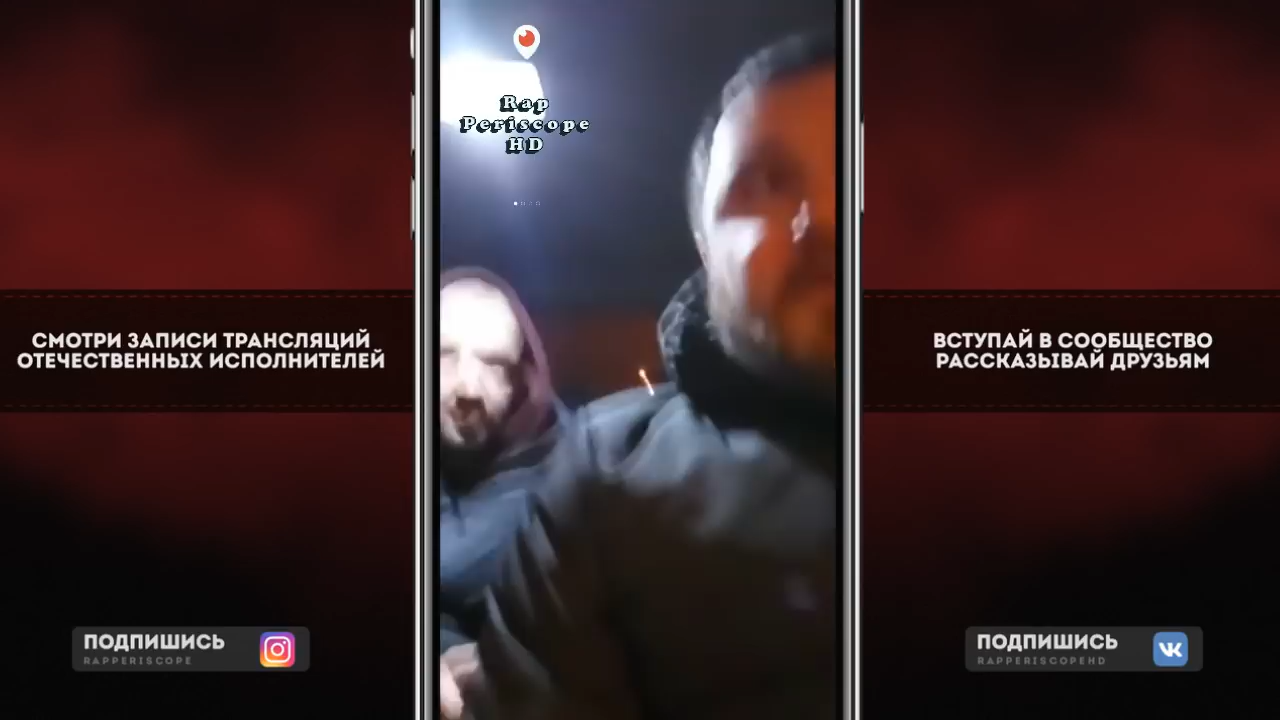 Rap
Periscope
HD
СМОТРИ ЗАПИСИ ТРАНСЛЯЦИЙ
ОТЕЧЕСТВЕННЫХ ИСПОЛНИТЕЛЕЙ
ВСТУПАЙ В СООБЩЕСТВО
РАССКАЗЫВАЙ ДРУЗЬЯМ
ПОДПИШИСЬ
RAPPERISCOPE
ПОДПИШИСЬ
RAPPERISCOPEHD